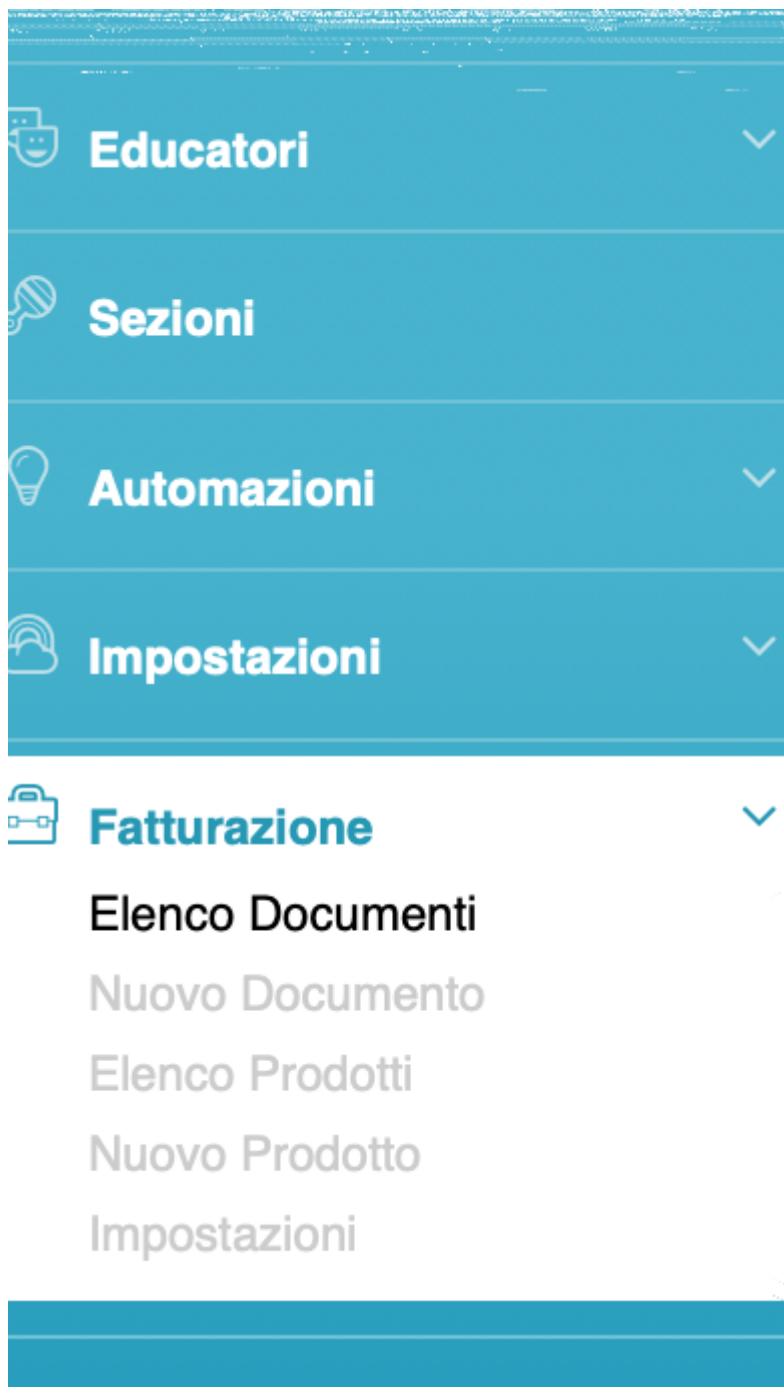 Educatori
Sezioni
Automazioni
Impostazioni
Fatturazione
Elenco Documenti
Nuovo Documento
Elenco Prodotti
Nuovo Prodotto
Impostazioni